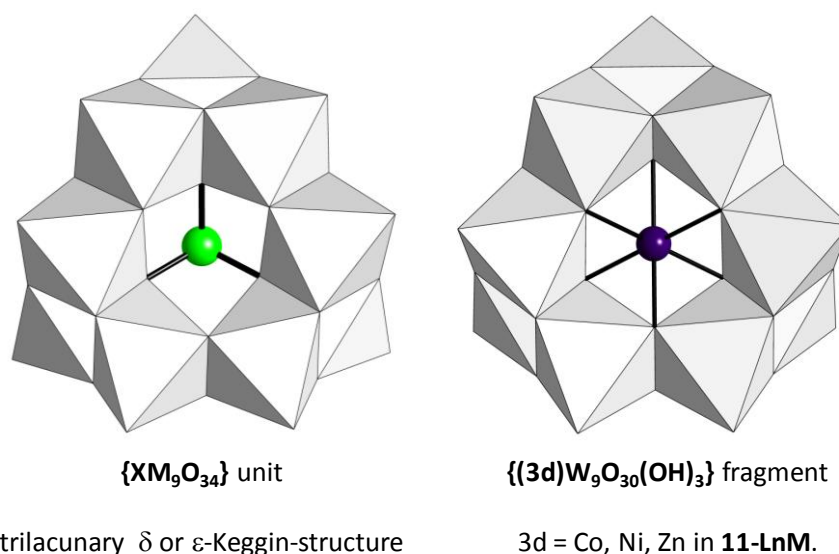 {XM₉O₃₄} unit
{(3d)W₉O₃₀(OH)₃} fragment
trilacunary δ or ε-Keggin-structure
3d = Co, Ni, Zn in 11-LnM.